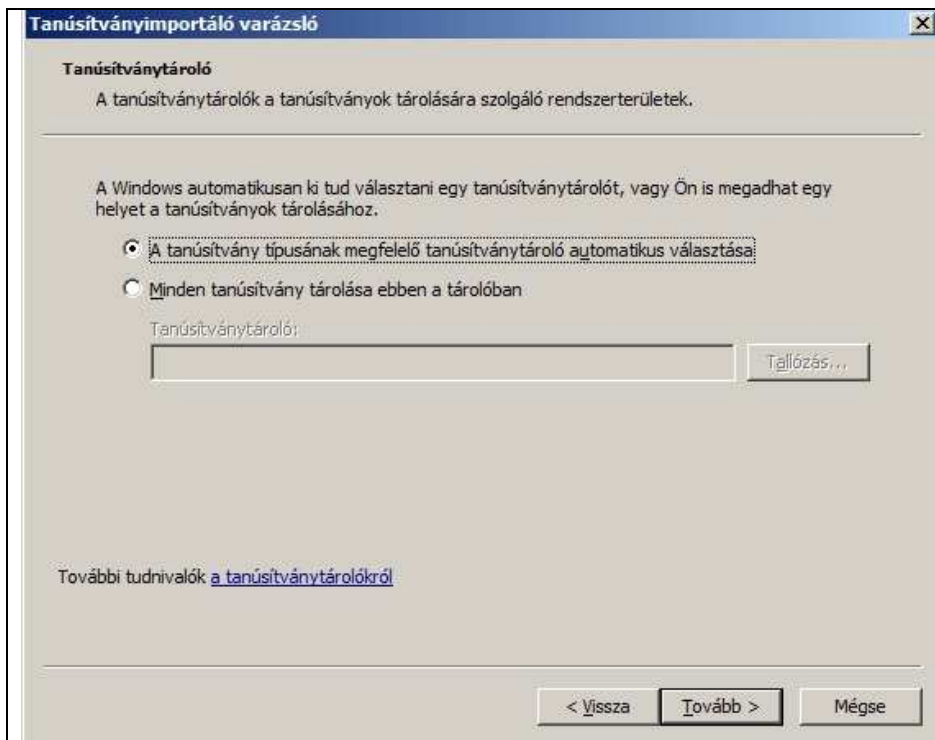 Tanúsítványimportáló varázsló
Tanúsítványtároló
A tanúsítványtárolók a tanúsítványok tárolására szolgáló rendszerterületek.
A Windows automatikusan ki tud választani egy tanúsítványtárolót, vagy Ön is megadhat egy
helyet a tanúsítványok tárolásához.
A tanúsítvány típusának megfelelő tanúsítványtároló automatikus választása
Minden tanúsítvány tárolása ebben a tárolóban
Tanúsítványtároló:
Tallózás...
További tudnivalók a tanúsítványtárolókról
< Vissza
Tovább >
Mégse